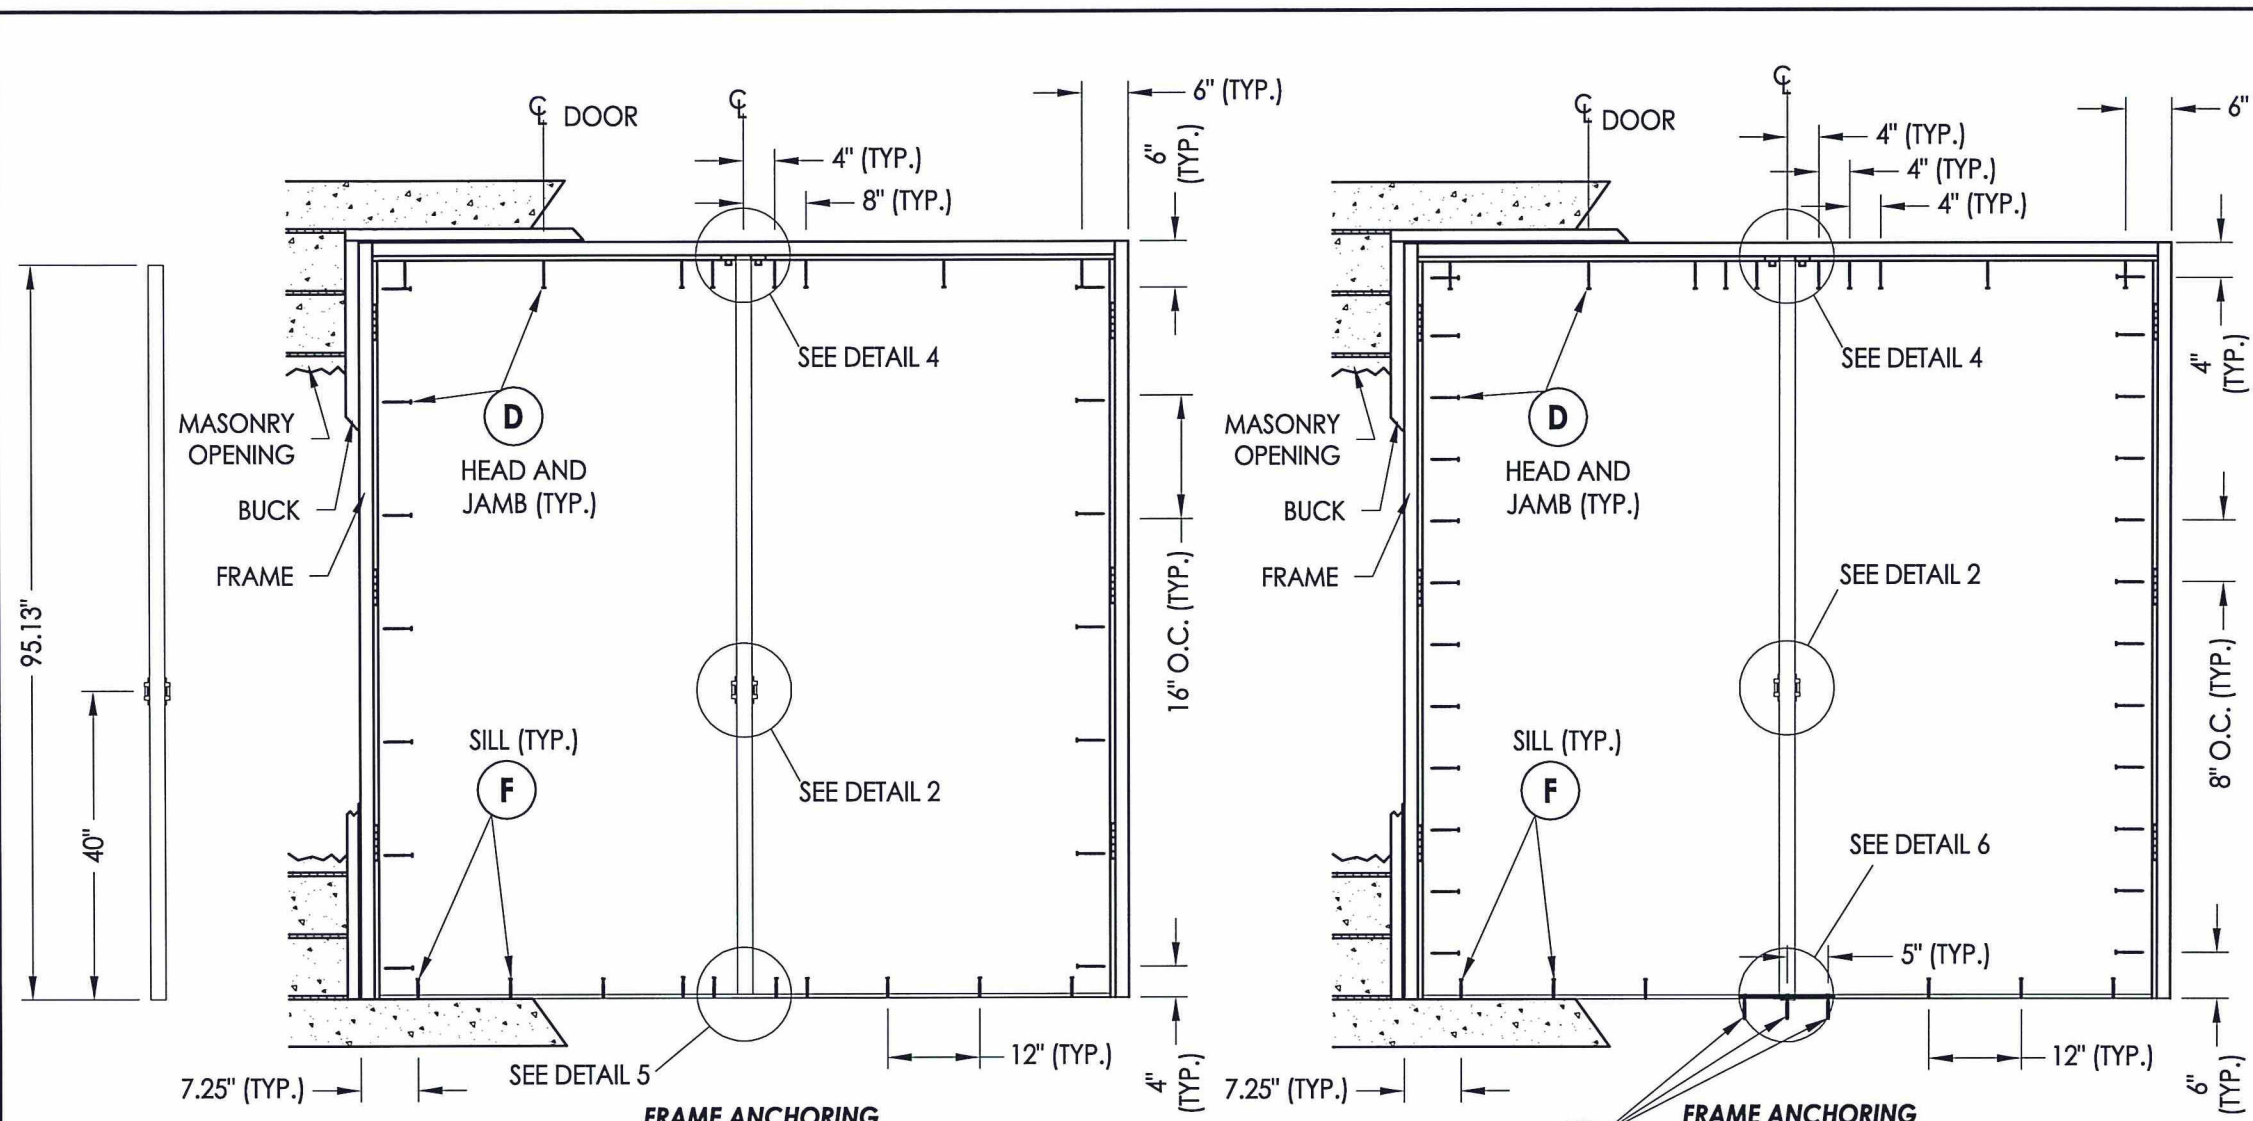 95.13"
40"
℄ DOOR
℄
4" (TYP.)
8" (TYP.)
6" (TYP.)
6"
(TYP.)
SEE DETAIL 4
MASONRY
OPENING
BUCK
FRAME
D
HEAD AND
JAMB (TYP.)
16" O.C. (TYP.)
SILL (TYP.)
F
SEE DETAIL 2
7.25" (TYP.)
SEE DETAIL 5
12" (TYP.)
4"
(TYP.)
FRAME ANCHORING
℄ DOOR
℄
4" (TYP.)
4" (TYP.)
4" (TYP.)
6"
4"
(TYP.)
SEE DETAIL 4
MASONRY
OPENING
BUCK
FRAME
D
HEAD AND
JAMB (TYP.)
SEE DETAIL 2
8" O.C. (TYP.)
SILL (TYP.)
F
SEE DETAIL 6
5" (TYP.)
7.25" (TYP.)
12" (TYP.)
6"
(TYP.)
FRAME ANCHORING